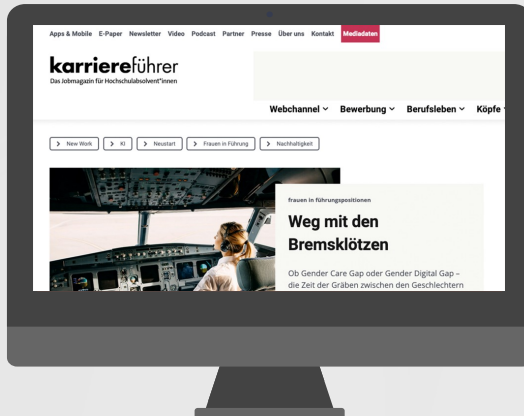 Apps & Mobile E-Paper Newsletter Video Podcast Partner Presse Über uns Kontakt Mediadaten
karriereführer
Das Jobmagazin für Hochschulabsolvent*innen
Webchannel Bewerbung Berufsleben Köpfe
New Work KI Neustart Frauen in Führung Nachhaltigkeit
frauen in führungspositionen
Weg mit den
Bremsklötzen
Ob Gender Care Gap oder Gender Digital Gap –
die Zeit der Gräben zwischen den Geschlechtern